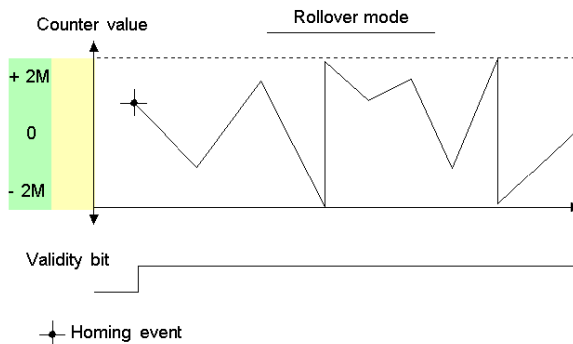 Rollover mode
Counter value
+ 2M
0
- 2M
Validity bit
Homing event